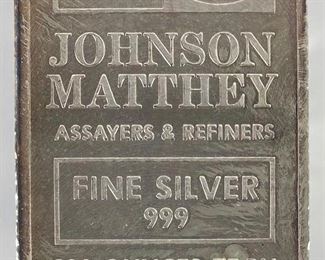 JOHNSON
MATTHEY
ASSAYERS & REFINERS
FINE SILVER
999